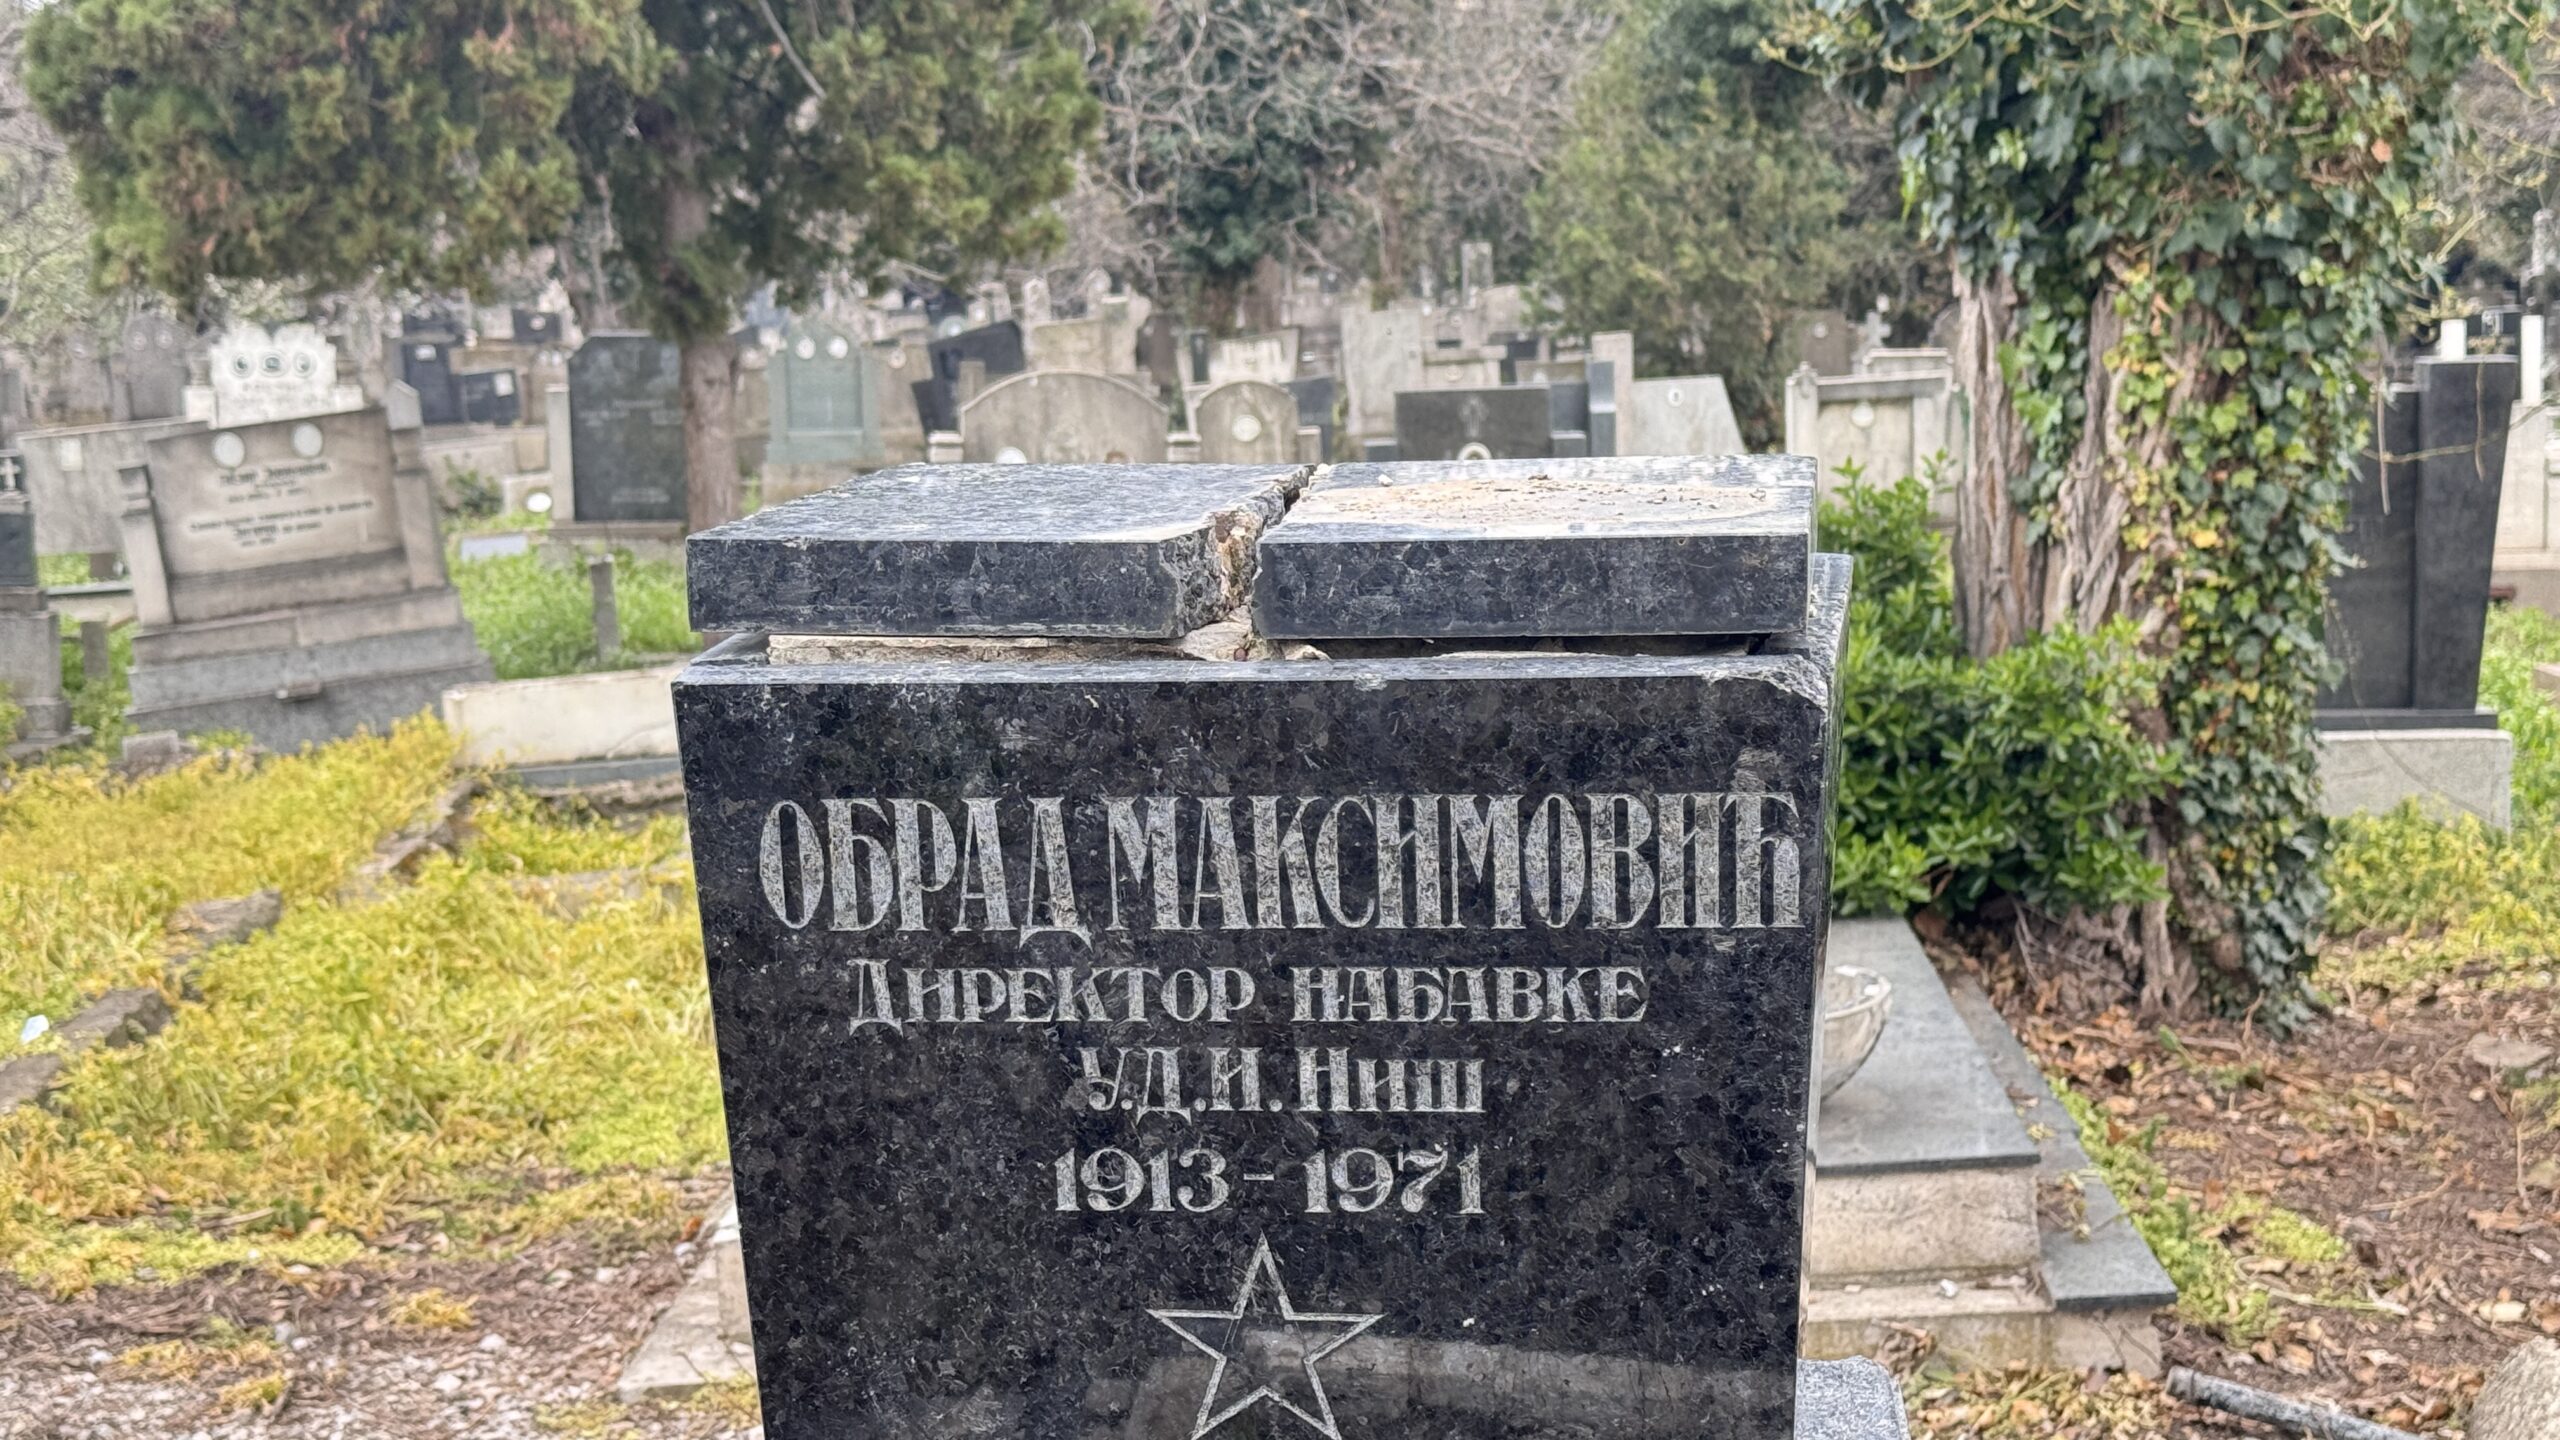 ОБРАД МАКСИМОВИЋ
ДИРЕКТОР НАБАВКЕ
У.Д.И. НИШ
1913 - 1971